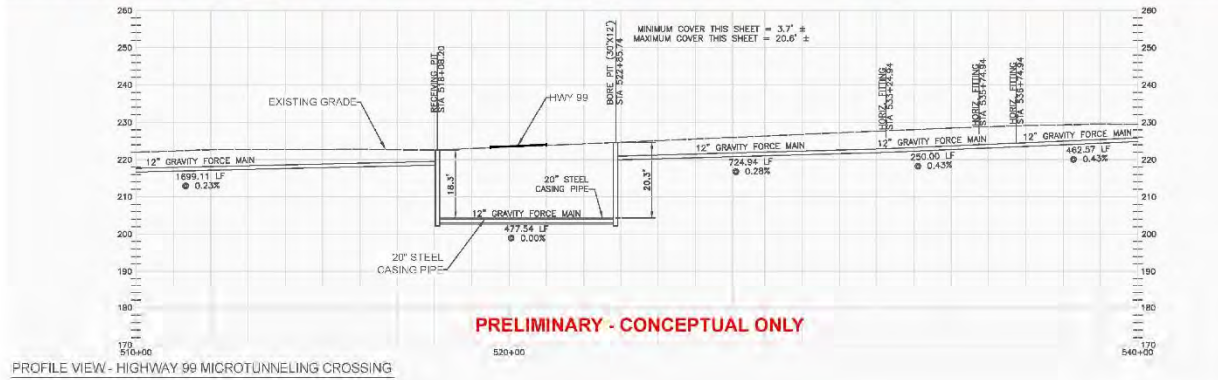 260
250
240
230
220
210
200
190
180
170
510+00
520+00
540+00
260
250
240
230
220
210
200
190
180
170
MINIMUM COVER THIS SHEET = 3.7' ±
MAXIMUM COVER THIS SHEET = 20.6' ±
RECEIVING PIT
STA 518+08.20
BORE PIT (30'X12')
STA 522+85.74
HORIZ. FITTING
STA 533+24.94
HORIZ. FITTING
STA 535+74.94
HORIZ. FITTING
EXISTING GRADE
HWY 99
12" GRAVITY FORCE MAIN
1699.11 LF
@ 0.23%
18.3'
20" STEEL
CASING PIPE
12" GRAVITY FORCE MAIN
477.54 LF
@ 0.00%
20" STEEL
CASING PIPE
20.3'
12" GRAVITY FORCE MAIN
724.94 LF
@ 0.28%
12" GRAVITY FORCE MAIN
250.00 LF
@ 0.43%
12" GRAVITY FORCE MAIN
462.57 LF
@ 0.43%
PRELIMINARY - CONCEPTUAL ONLY
PROFILE VIEW - HIGHWAY 99 MICROTUNNELING CROSSING